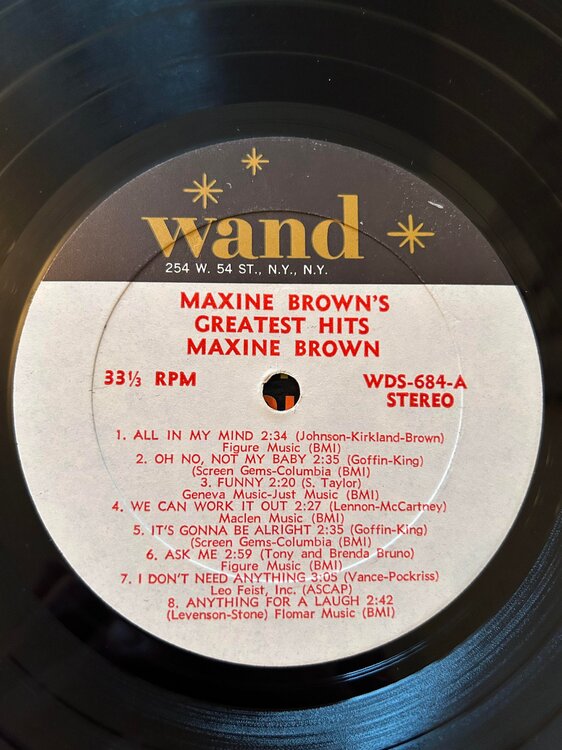 wand
254 W. 54 ST., N.Y., N.Y.
MAXINE BROWN'S
GREATEST HITS
MAXINE BROWN
33⅓ RPM
WDS-684-A
STEREO
1. ALL IN MY MIND 2:34 (Johnson-Kirkland-Brown)
Figure Music (BMI)
2. OH NO, NOT MY BABY 2:35 (Goffin-King)
(Screen Gems-Columbia (BMI)
3. FUNNY 2:20 (S. Taylor)
Geneva Music-Just Music (BMI)
4. WE CAN WORK IT OUT 2:27 (Lennon-McCartney)
Maclen Music (BMI)
5. IT'S GONNA BE ALRIGHT 2:35 (Goffin-King)
(Screen Gems-Columbia (BMI)
6. ASK ME 2:59 (Tony and Brenda Bruno)
Figure Music (BMI)
7. I DON'T NEED ANYTHING 3:05 (Vance-Pockriss)
Leo Feist, Inc. (ASCAP)
8. ANYTHING FOR A LAUGH 2:42
(Levenson-Stone) Flomar Music (BMI)